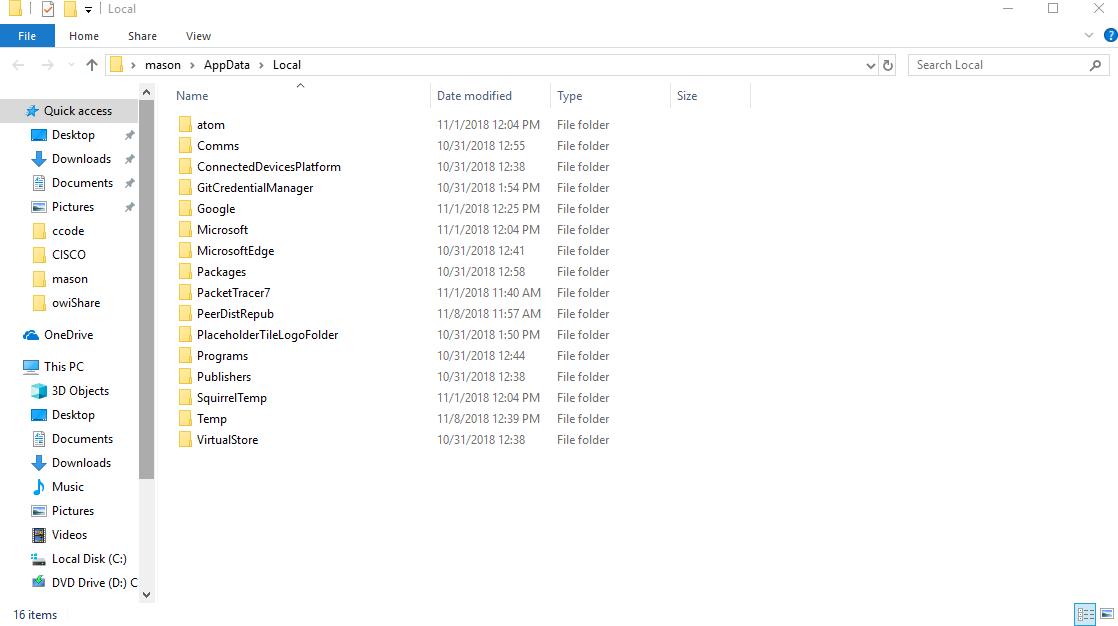 Local
File Home Share View
mason AppData Local
Search Local
Name Date modified Type Size
Quick access
Desktop
Downloads
Documents
Pictures
ccode
CISCO
mason
owiShare
OneDrive
This PC
3D Objects
Desktop
Documents
Downloads
Music
Pictures
Videos
Local Disk (C:)
DVD Drive (D:) C
atom 11/1/2018 12:04 PM File folder
Comms 10/31/2018 12:55 File folder
ConnectedDevicesPlatform 10/31/2018 12:38 File folder
GitCredentialManager 10/31/2018 1:54 PM File folder
Google 11/1/2018 12:25 PM File folder
Microsoft 11/1/2018 12:04 PM File folder
MicrosoftEdge 10/31/2018 12:41 File folder
Packages 10/31/2018 12:58 File folder
PacketTracer7 11/1/2018 11:40 AM File folder
PeerDistRepub 11/8/2018 11:57 AM File folder
PlaceholderTileLogoFolder 10/31/2018 1:50 PM File folder
Programs 10/31/2018 12:44 File folder
Publishers 10/31/2018 12:38 File folder
SquirrelTemp 11/1/2018 12:04 PM File folder
Temp 11/8/2018 12:39 PM File folder
VirtualStore 10/31/2018 12:38 File folder
16 items